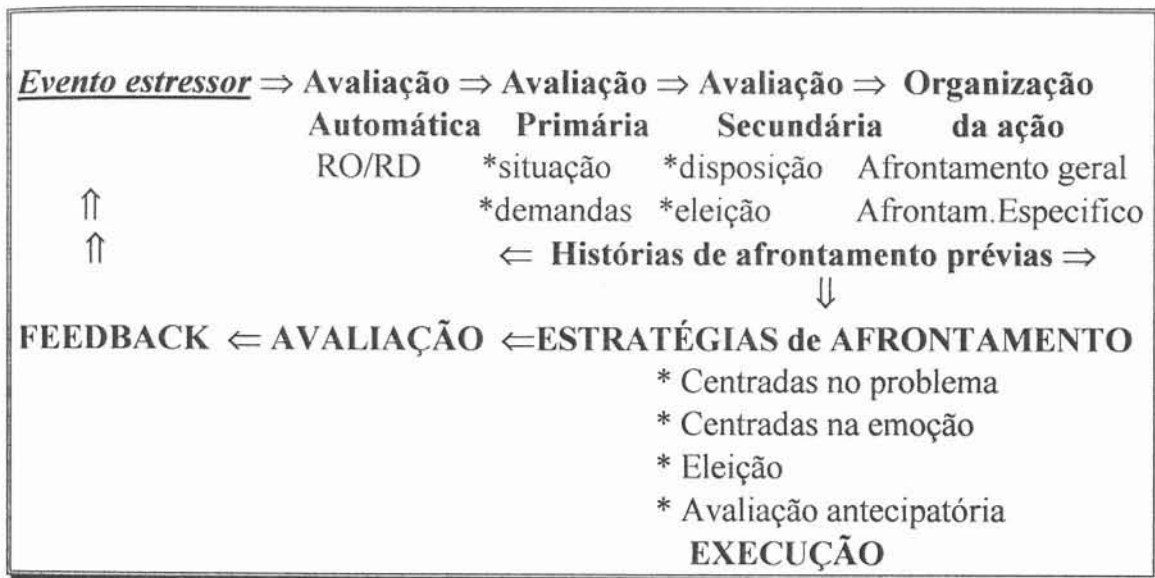 Evento estressor ⇒ Avaliação ⇒ Avaliação ⇒ Avaliação ⇒ Organização
Automática Primária Secundária da ação
RO/RD *situação *disposição Afrontamento geral
⇑ *demandas *eleição Afrontam.Especifico
⇑ ⇐ Histórias de afrontamento prévias ⇒
⇓
FEEDBACK ⇐ AVALIAÇÃO ⇐ESTRATÉGIAS de AFRONTAMENTO
* Centradas no problema
* Centradas na emoção
* Eleição
* Avaliação antecipatória
EXECUÇÃO